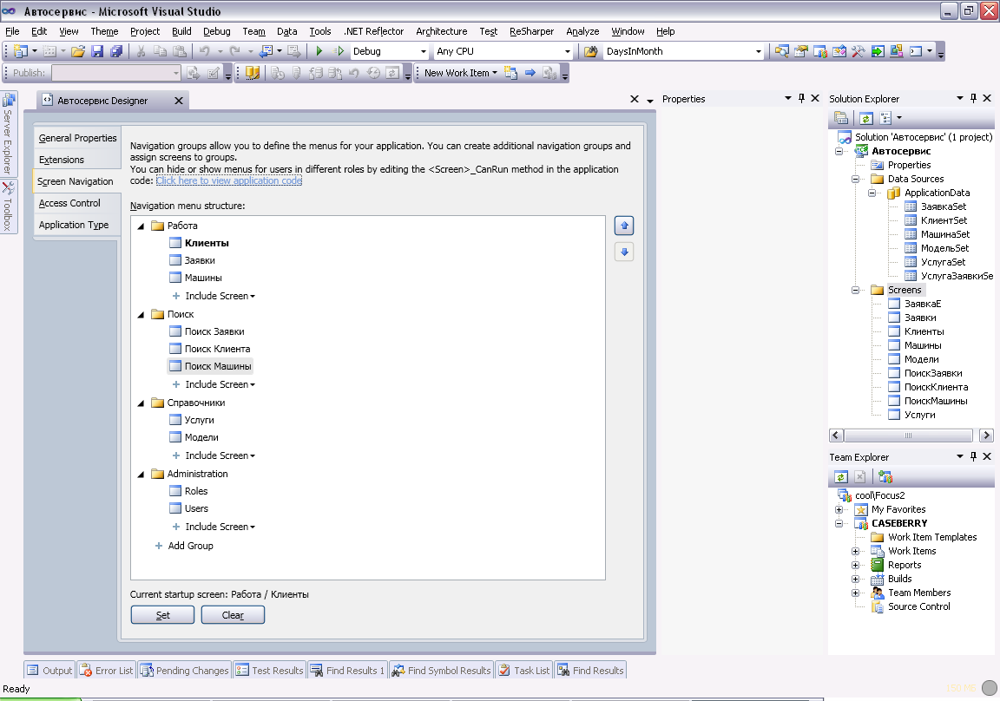 Автосервис - Microsoft Visual Studio
File Edit View Theme Project Build Debug Team Data Tools .NET Reflector Architecture Test ReSharper Analyze Window Help
Debug Any CPU DaysInMonth
Publish: New Work Item
Server Explorer
Toolbox
Автосервис Designer
General Properties
Extensions
Screen Navigation
Access Control
Application Type
Navigation groups allow you to define the menus for your application. You can create additional navigation groups and
assign screens to groups.
You can hide or show menus for users in different roles by editing the <Screen>_CanRun method in the application
code: Click here to view application code
Navigation menu structure:
Работа
Клиенты
Заявки
Машины
Include Screen
Поиск
Поиск Заявки
Поиск Клиента
Поиск Машины
Include Screen
Справочники
Услуги
Модели
Include Screen
Administration
Roles
Users
Include Screen
Add Group
Current startup screen: Работа / Клиенты
Set Clear
Properties
Solution Explorer
Solution 'Автосервис' (1 project)
Автосервис
Properties
Data Sources
ApplicationData
ЗаявкаSet
КлиентSet
МашинаSet
МодельSet
УслугаSet
УслугаЗаявкиSe
Screens
ЗаявкаЕ
Заявки
Клиенты
Машины
Модели
ПоискЗаявки
ПоискКлиента
ПоискМашины
Услуги
Team Explorer
cool\Focus2
My Favorites
CASEBERRY
Work Item Templates
Work Items
Reports
Builds
Team Members
Source Control
Output Error List Pending Changes Test Results Find Results 1 Find Symbol Results Task List Find Results
Ready